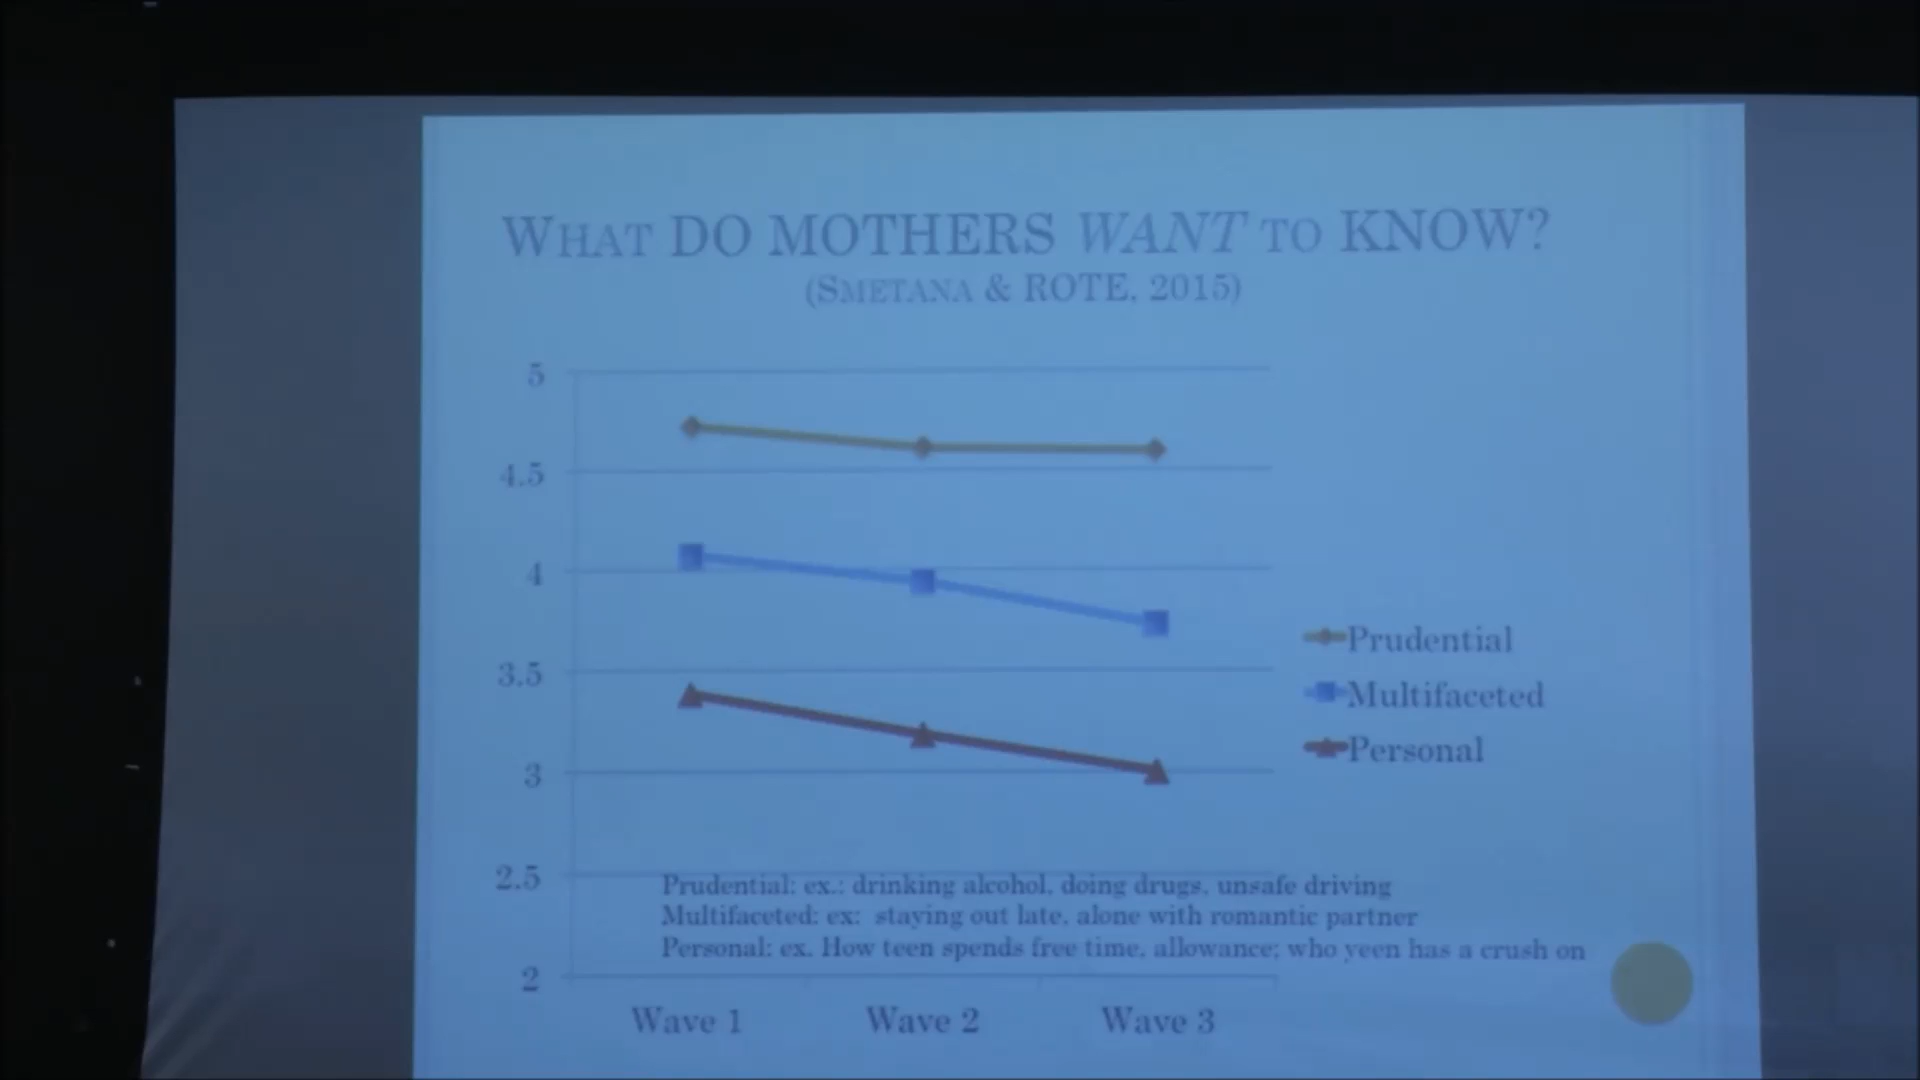 WHAT DO MOTHERS WANT TO KNOW?
(SMETANA & ROTE, 2015)
5
4.5
4
3.5
3
2.5
2
Prudential
Multifaceted
Personal
Prudential: ex.: drinking alcohol, doing drugs, unsafe driving
Multifaceted: ex: staying out late, alone with romantic partner
Personal: ex. How teen spends free time, allowance; who yeen has a crush on
Wave 1 Wave 2 Wave 3